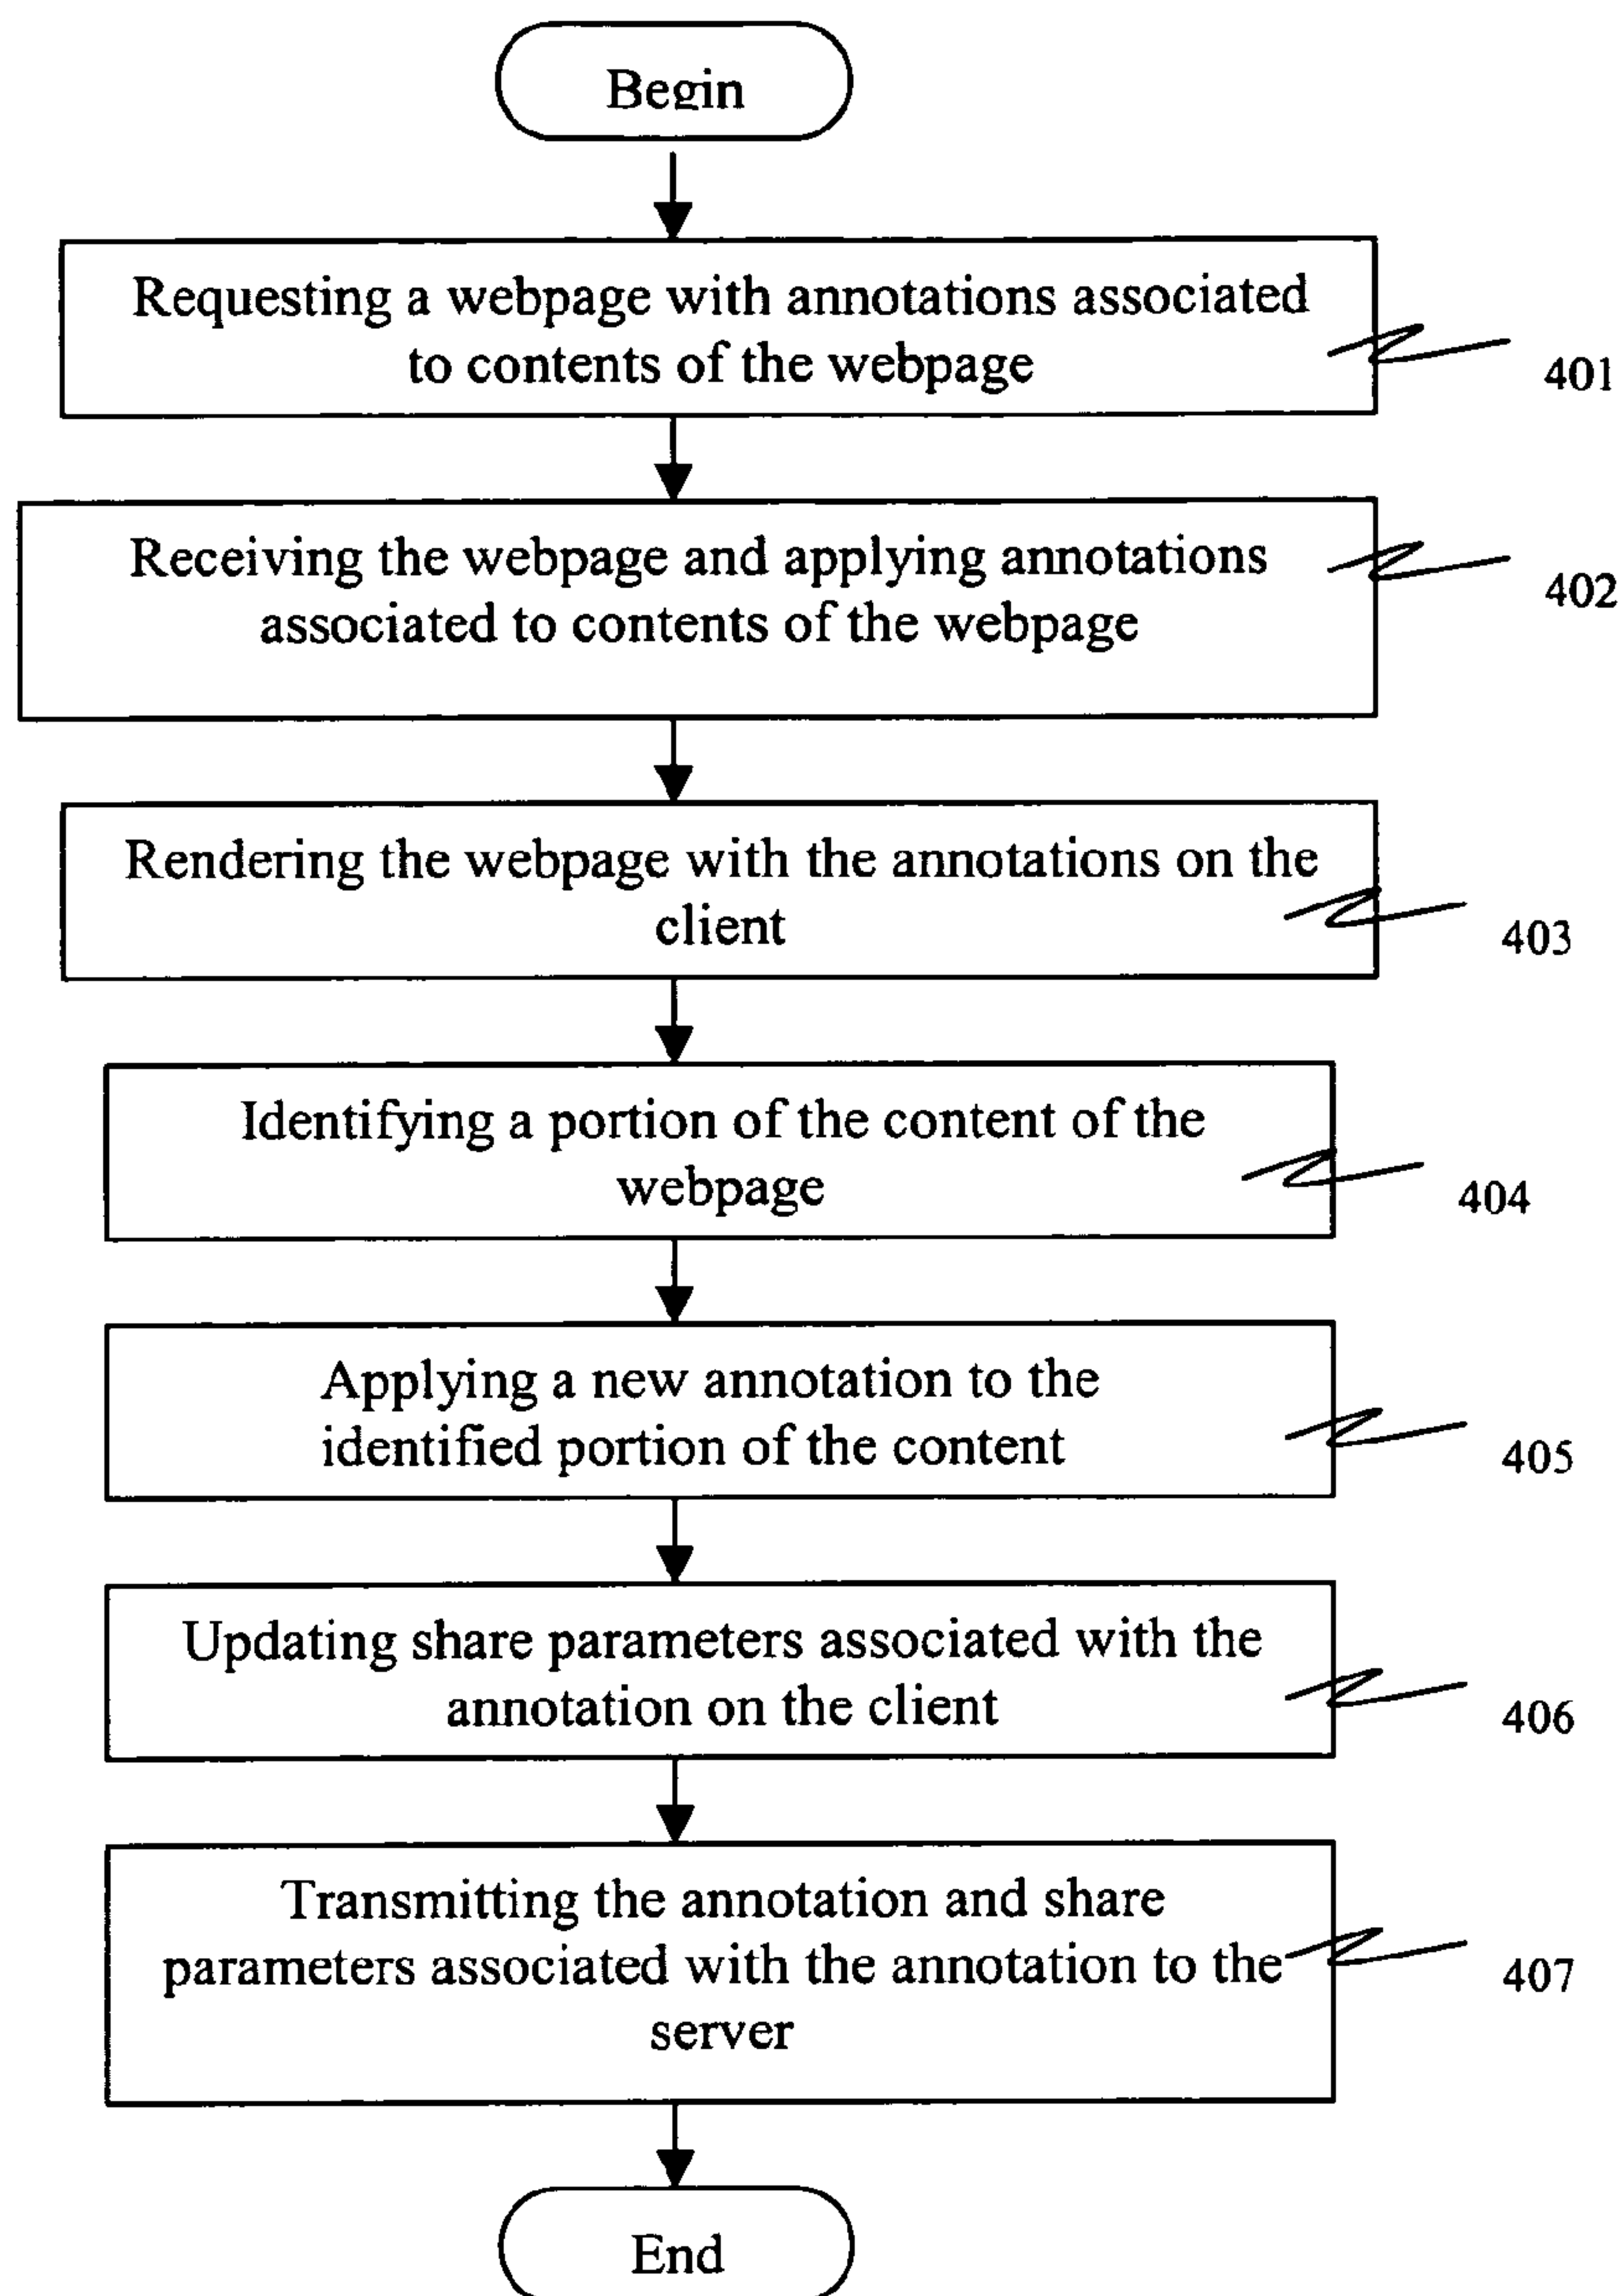 Begin
Requesting a webpage with annotations associated
to contents of the webpage
401
Receiving the webpage and applying annotations
associated to contents of the webpage
402
Rendering the webpage with the annotations on the
client
403
Identifying a portion of the content of the
webpage
404
Applying a new annotation to the
identified portion of the content
405
Updating share parameters associated with the
annotation on the client
406
Transmitting the annotation and share
parameters associated with the annotation to the
server
407
End